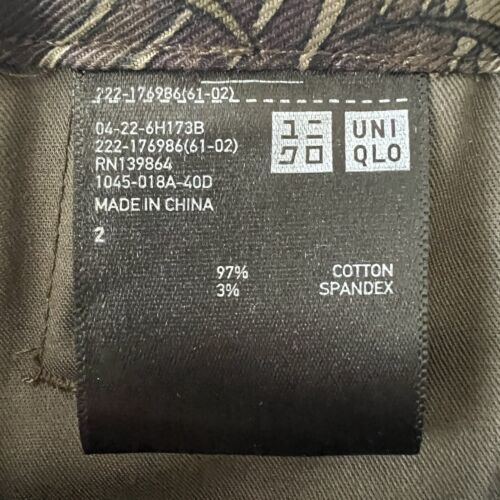 222-176986(61-02)
04-22-6H173B
222-176986(61-02)
RN139864
1045-018A-40D
MADE IN CHINA
2
ユニ
クロ
UNI
QLO
97% COTTON
3% SPANDEX